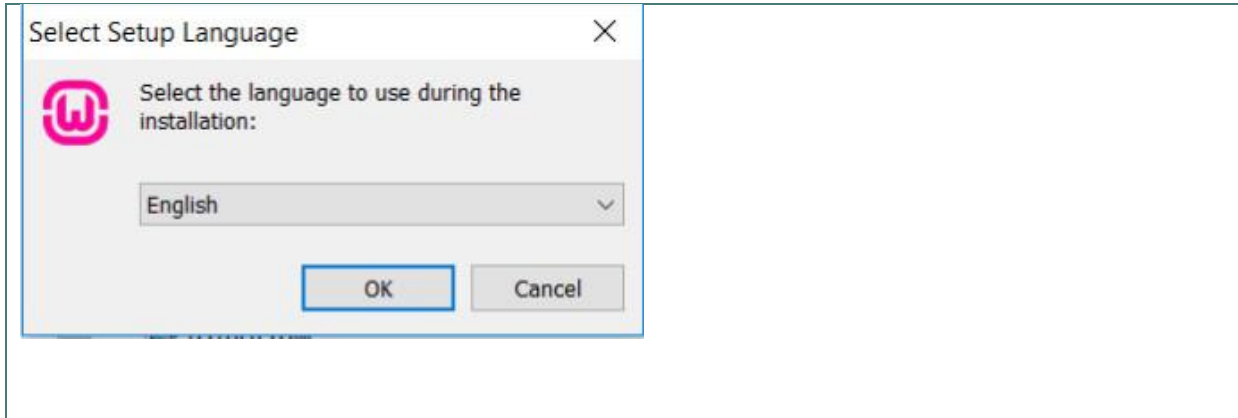 Select Setup Language
Select the language to use during the
installation:
English
OK
Cancel